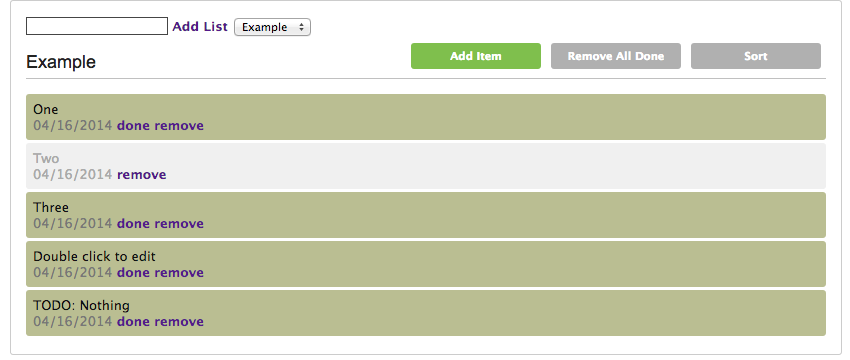 Add List Example
Example Add Item Remove All Done Sort
One
04/16/2014 done remove
Two
04/16/2014 remove
Three
04/16/2014 done remove
Double click to edit
04/16/2014 done remove
TODO: Nothing
04/16/2014 done remove